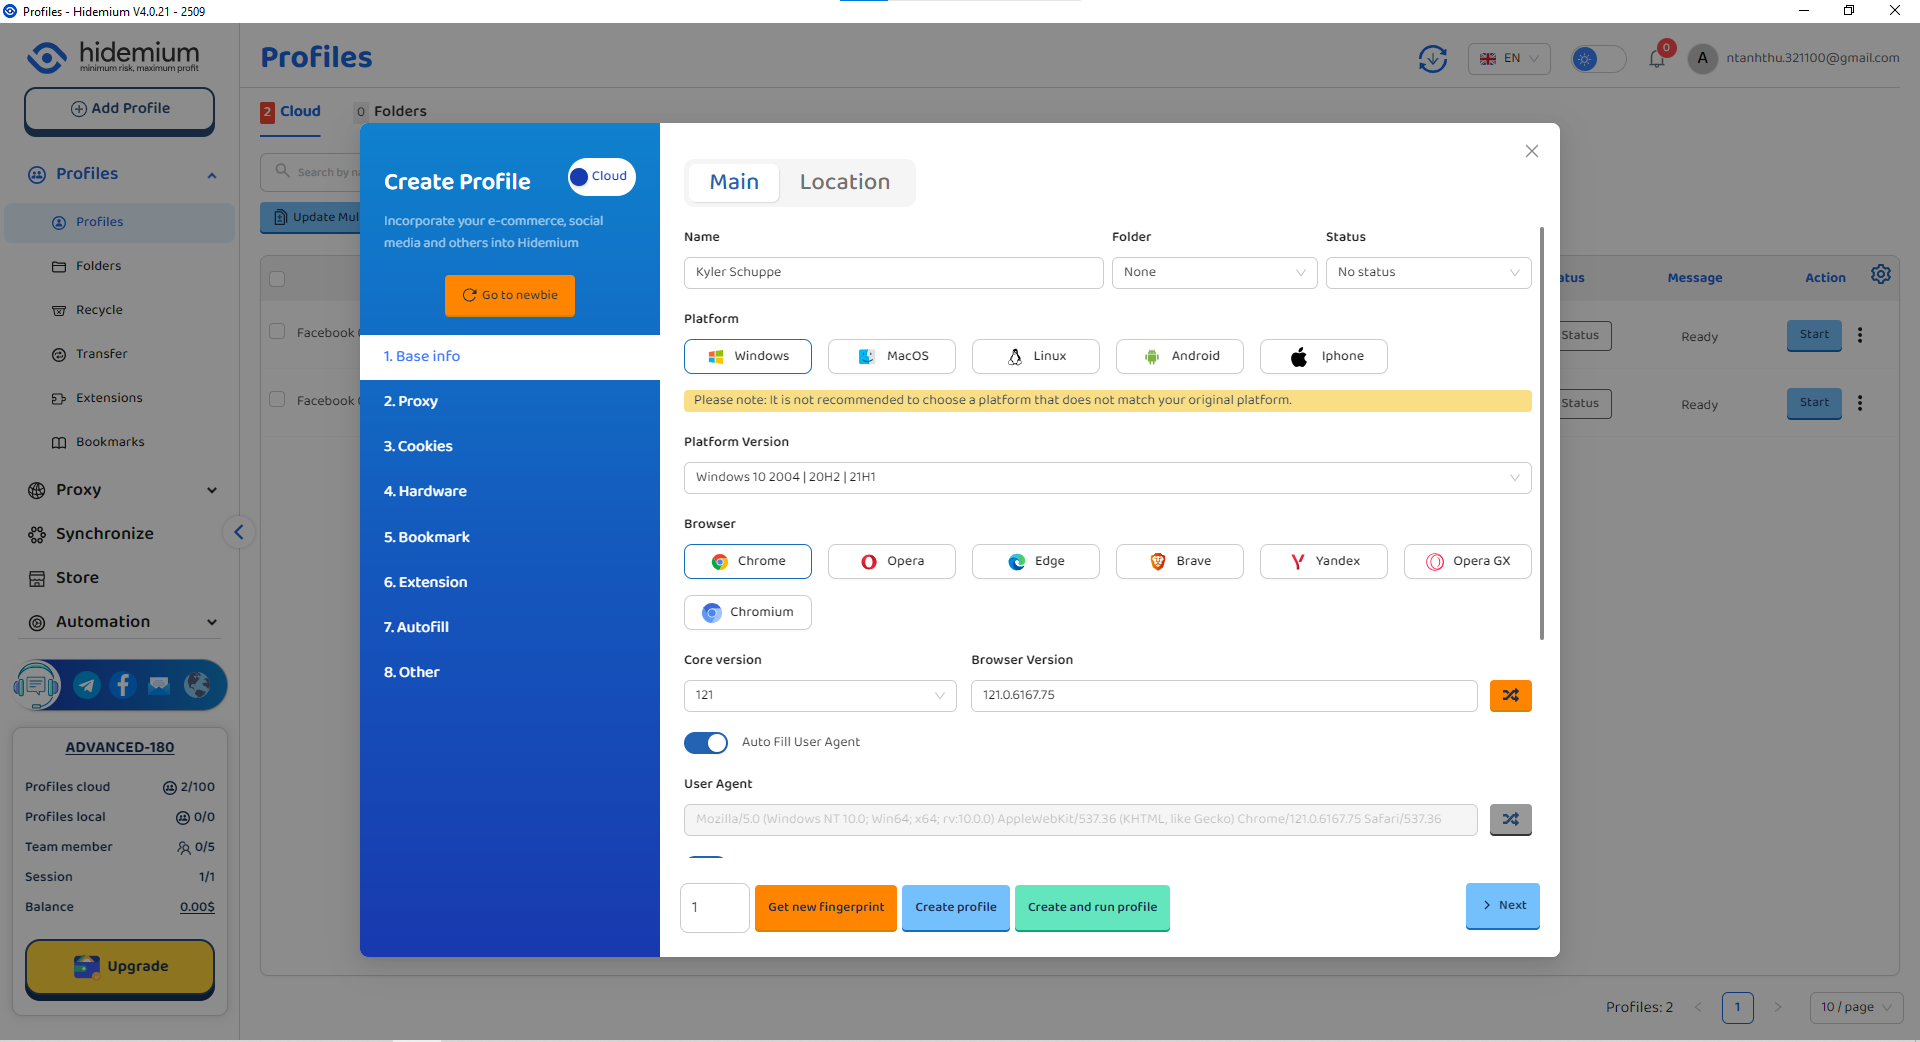 Profiles - Hidemium V4.0.21 - 2509
hidemium
minimum risk, maximum profit
Add Profile
Profiles
Profiles
Folders
Recycle
Transfer
Extensions
Bookmarks
Proxy
Synchronize
Store
Automation
ADVANCED-180
Profiles cloud 2/100
Profiles local 0/0
Team member 0/5
Session 1/1
Balance 0.00$
Upgrade
Profiles
EN
0
A
ntanhthu.321100@gmail.com
2 Cloud
0 Folders
Search by na
Update Mul
atus
Message
Action
Facebook
Status
Ready
Start
Facebook
Status
Ready
Start
Create Profile
Cloud
Incorporate your e-commerce, social
media and others into Hidemium
Go to newbie
1. Base info
2. Proxy
3. Cookies
4. Hardware
5. Bookmark
6. Extension
7. Autofill
8. Other
Main
Location
Name
Folder
Status
Kyler Schuppe
None
No status
Platform
Windows
MacOS
Linux
Android
Iphone
Please note: It is not recommended to choose a platform that does not match your original platform.
Platform Version
Windows 10 2004 | 20H2 | 21H1
Browser
Chrome
Opera
Edge
Brave
Yandex
Opera GX
Chromium
Core version
Browser Version
121
121.0.6167.75
Auto Fill User Agent
User Agent
Mozilla/5.0 (Windows NT 10.0; Win64; x64; rv:10.0.0) AppleWebKit/537.36 (KHTML, like Gecko) Chrome/121.0.6167.75 Safari/537.36
1
Get new fingerprint
Create profile
Create and run profile
Next
Profiles: 2
1
10 / page